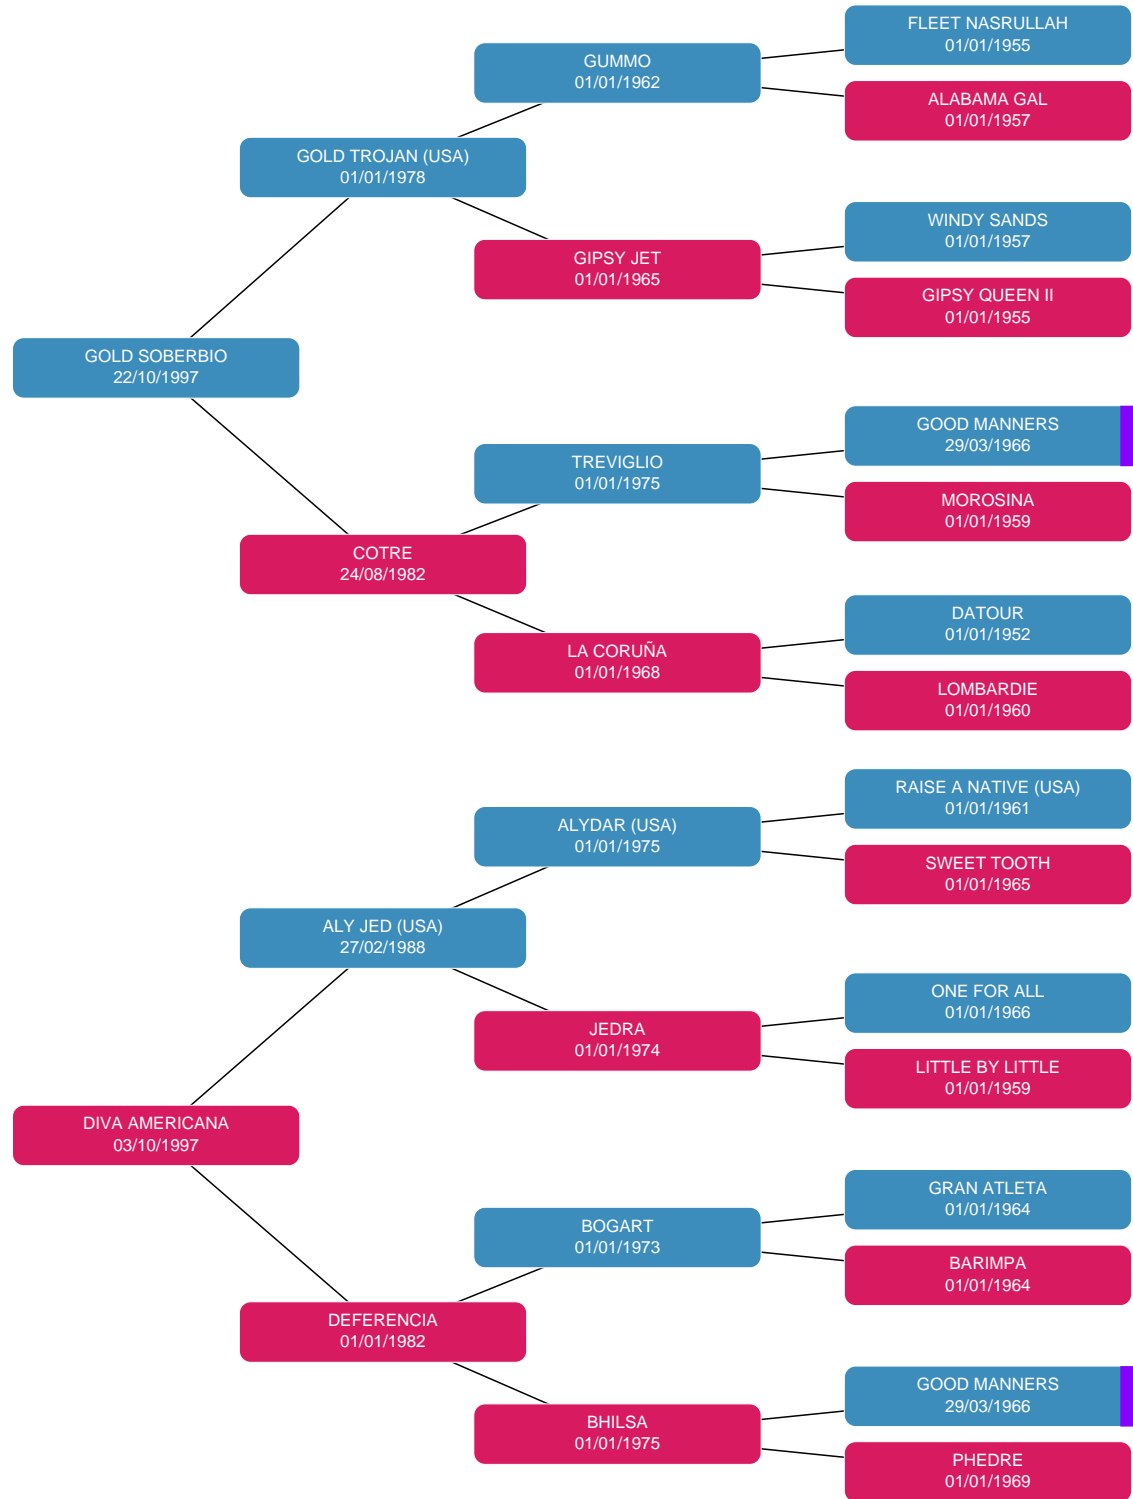 FLEET NASRULLAH
01/01/1955
GUMMO
01/01/1962
ALABAMA GAL
01/01/1957
GOLD TROJAN (USA)
01/01/1978
WINDY SANDS
01/01/1957
GIPSY JET
01/01/1965
GIPSY QUEEN II
01/01/1955
GOLD SOBERBIO
22/10/1997
GOOD MANNERS
29/03/1966
TREVIGLIO
01/01/1975
MOROSINA
01/01/1959
COTRE
24/08/1982
DATOUR
01/01/1952
LA CORUÑA
01/01/1968
LOMBARDIE
01/01/1960
RAISE A NATIVE (USA)
01/01/1961
ALYDAR (USA)
01/01/1975
SWEET TOOTH
01/01/1965
ALY JED (USA)
27/02/1988
ONE FOR ALL
01/01/1966
JEDRA
01/01/1974
LITTLE BY LITTLE
01/01/1959
DIVA AMERICANA
03/10/1997
GRAN ATLETA
01/01/1964
BOGART
01/01/1973
BARIMPA
01/01/1964
DEFERENCIA
01/01/1982
GOOD MANNERS
29/03/1966
BHILSA
01/01/1975
PHEDRE
01/01/1969